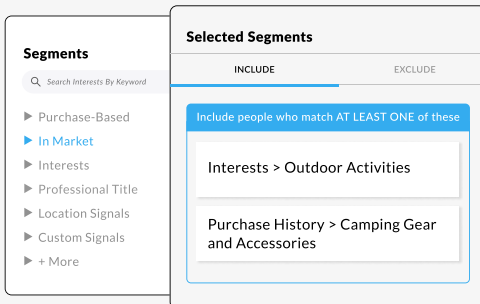 Segments
Search Interests By Keyword
Purchase-Based
In Market
Interests
Professional Title
Location Signals
Custom Signals
+ More
Selected Segments
INCLUDE
EXCLUDE
Include people who match AT LEAST ONE of these
Interests > Outdoor Activities
Purchase History > Camping Gear
and Accessories